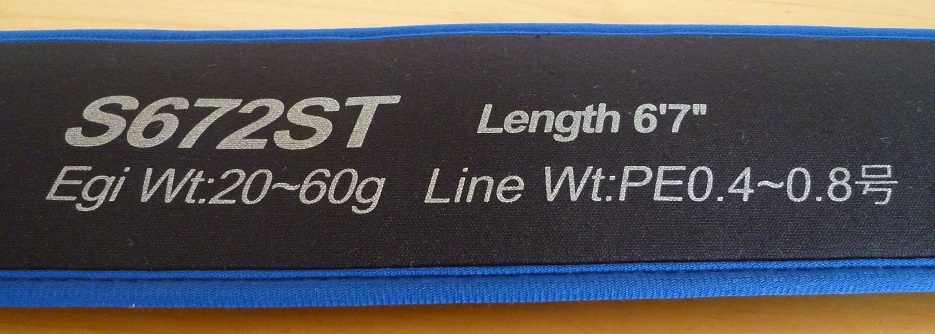 S672ST Length 6'7"
Egi Wt:20~60g Line Wt:PE0.4~0.8号